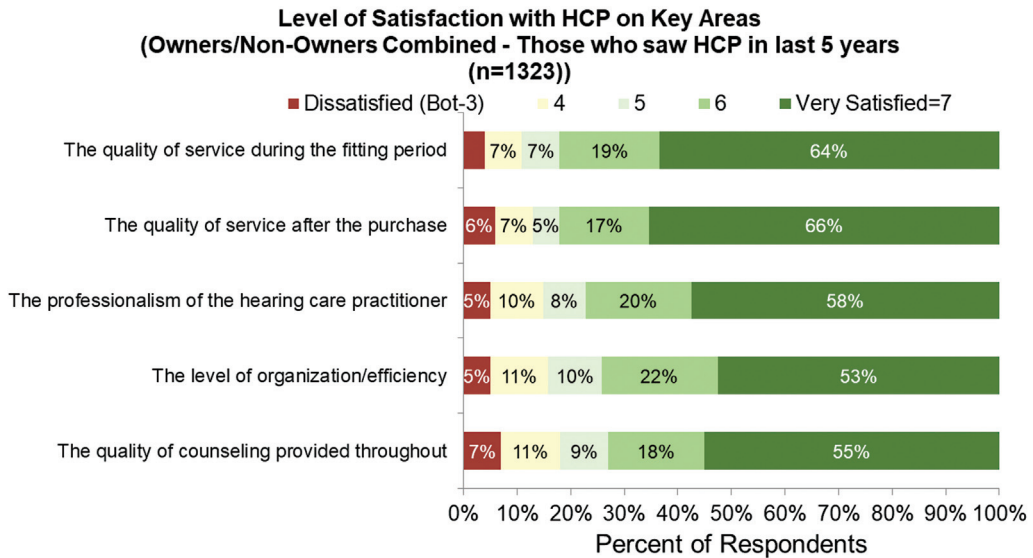 Level of Satisfaction with HCP on Key Areas
(Owners/Non-Owners Combined - Those who saw HCP in last 5 years
(n=1323))
Dissatisfied (Bot-3) 4 5 6 Very Satisfied=7
The quality of service during the fitting period 7% 7% 19% 64%
The quality of service after the purchase 6% 7% 5% 17% 66%
The professionalism of the hearing care practitioner 5% 10% 8% 20% 58%
The level of organization/efficiency 5% 11% 10% 22% 53%
The quality of counseling provided throughout 7% 11% 9% 18% 55%
0% 10% 20% 30% 40% 50% 60% 70% 80% 90% 100%
Percent of Respondents